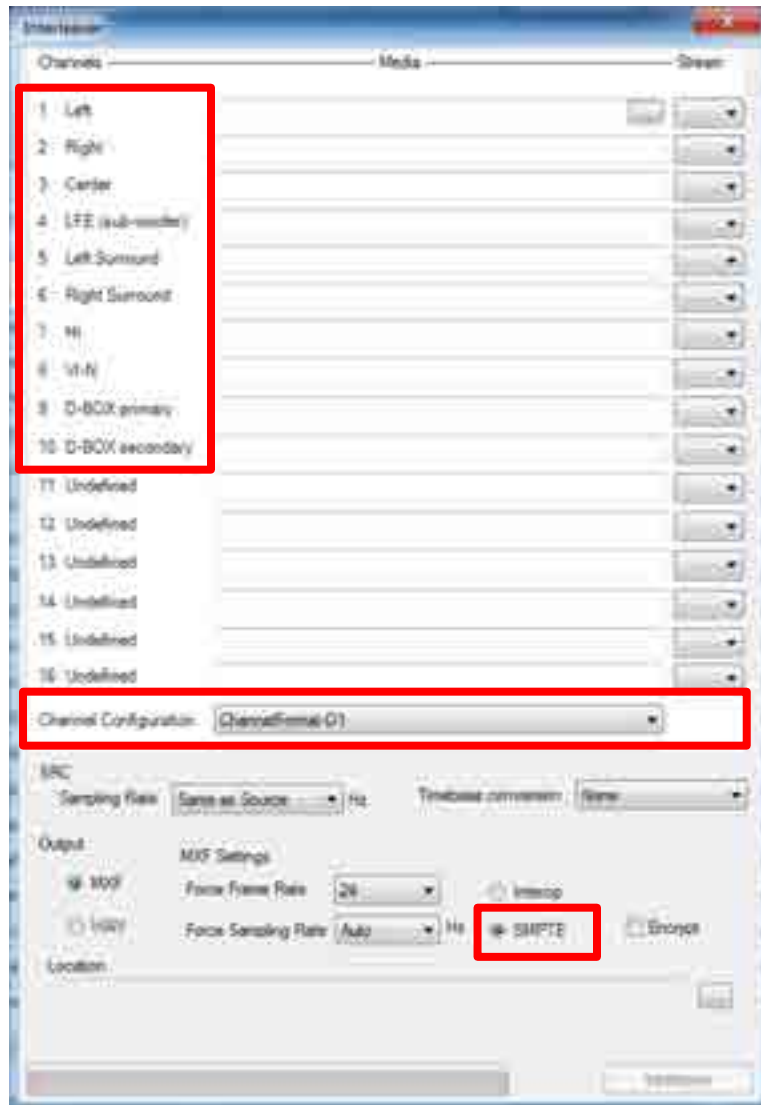 Interleaver
Channels Media Stream
1 Left
2 Right
3 Center
4 LFE (sub-woofer)
5 Left Surround
6 Right Surround
7 HI
8 VI-N
9 D-BOX primary
10 D-BOX secondary
11 Undefined
12 Undefined
13 Undefined
14 Undefined
15 Undefined
16 Undefined
Channel Configuration ChannelFormat-01
SRC
Sampling Rate Same as Source Hz Timebase conversion None
Output MXF Settings
MXF Force Frame Rate 24 Interop
Force Sampling Rate Auto Hz SMPTE Encrypt
Location